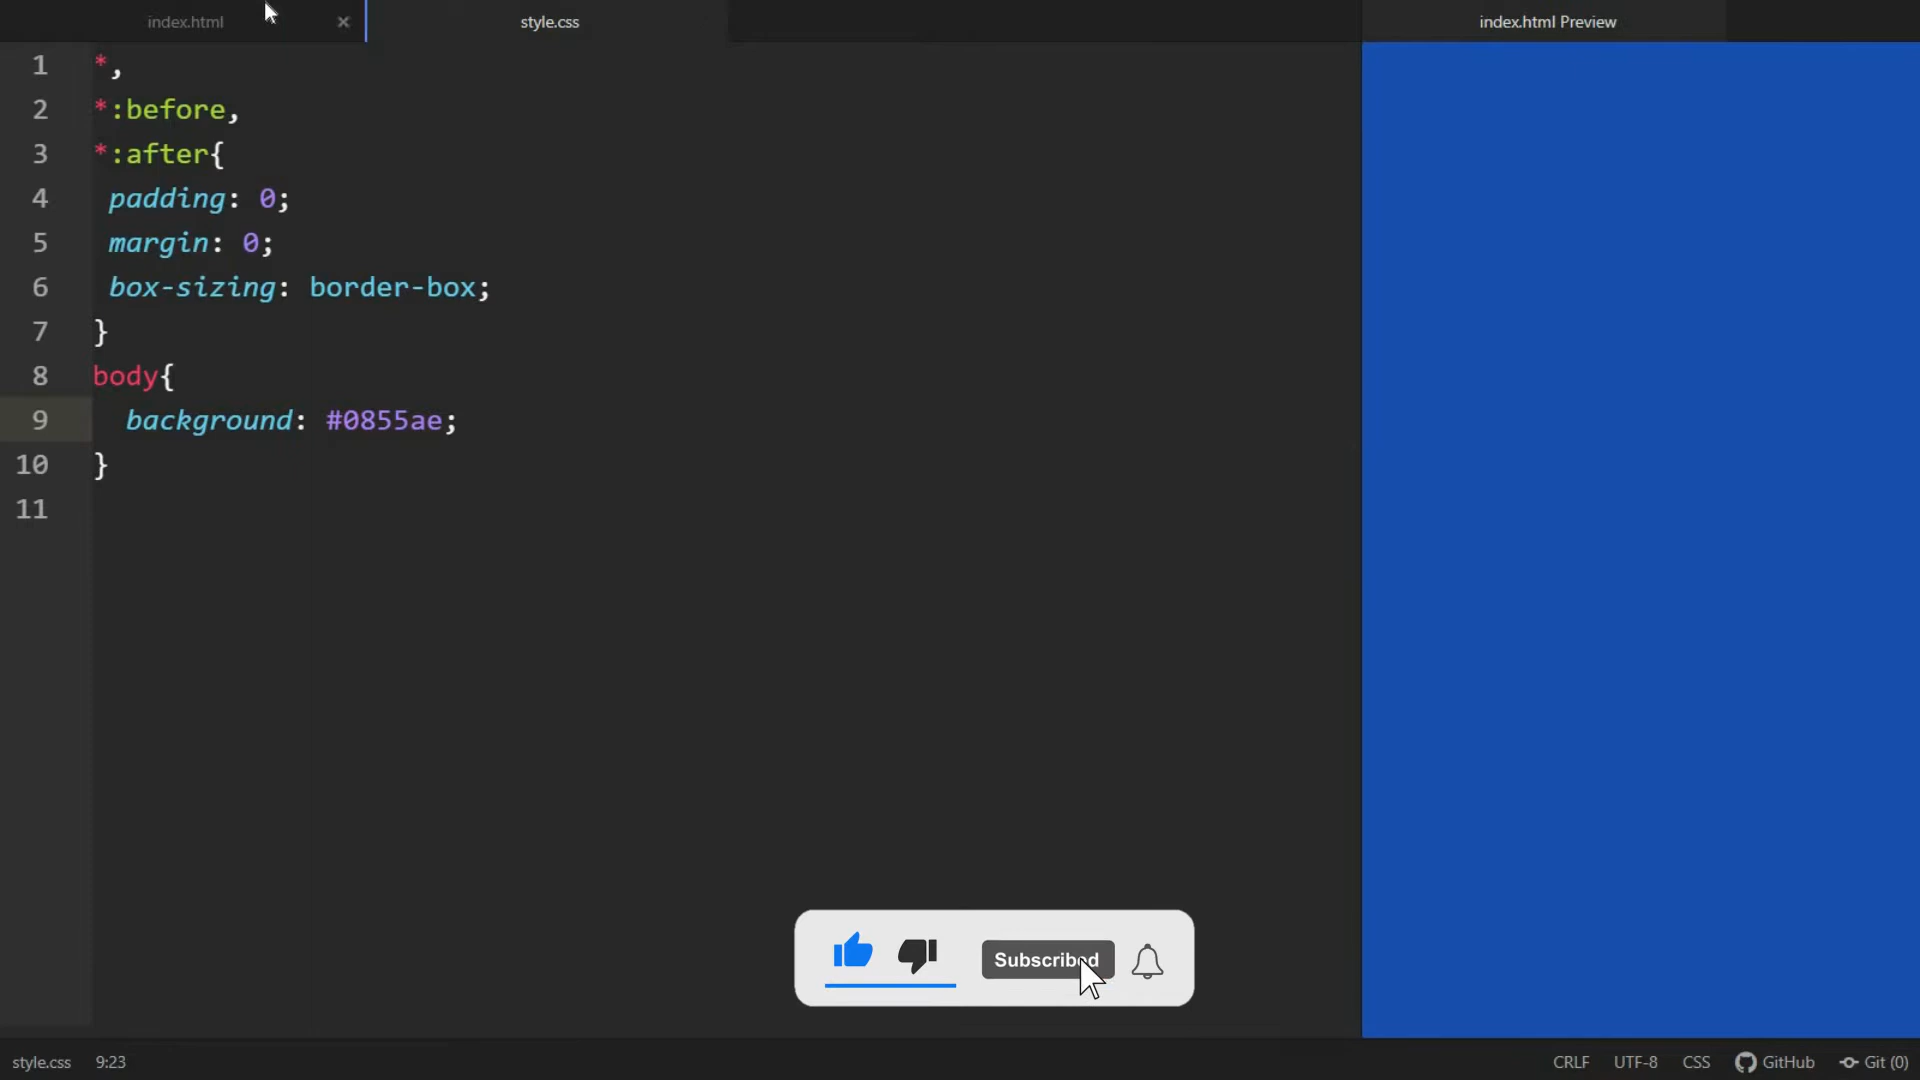 index.html
style.css
index.html Preview
1 *,
2 *:before,
3 *:after{
4 padding: 0;
5 margin: 0;
6 box-sizing: border-box;
7 }
8 body{
9 background: #0855ae;
10 }
11
Subscribed
style.css 9:23 CRLF UTF-8 CSS GitHub Git (0)